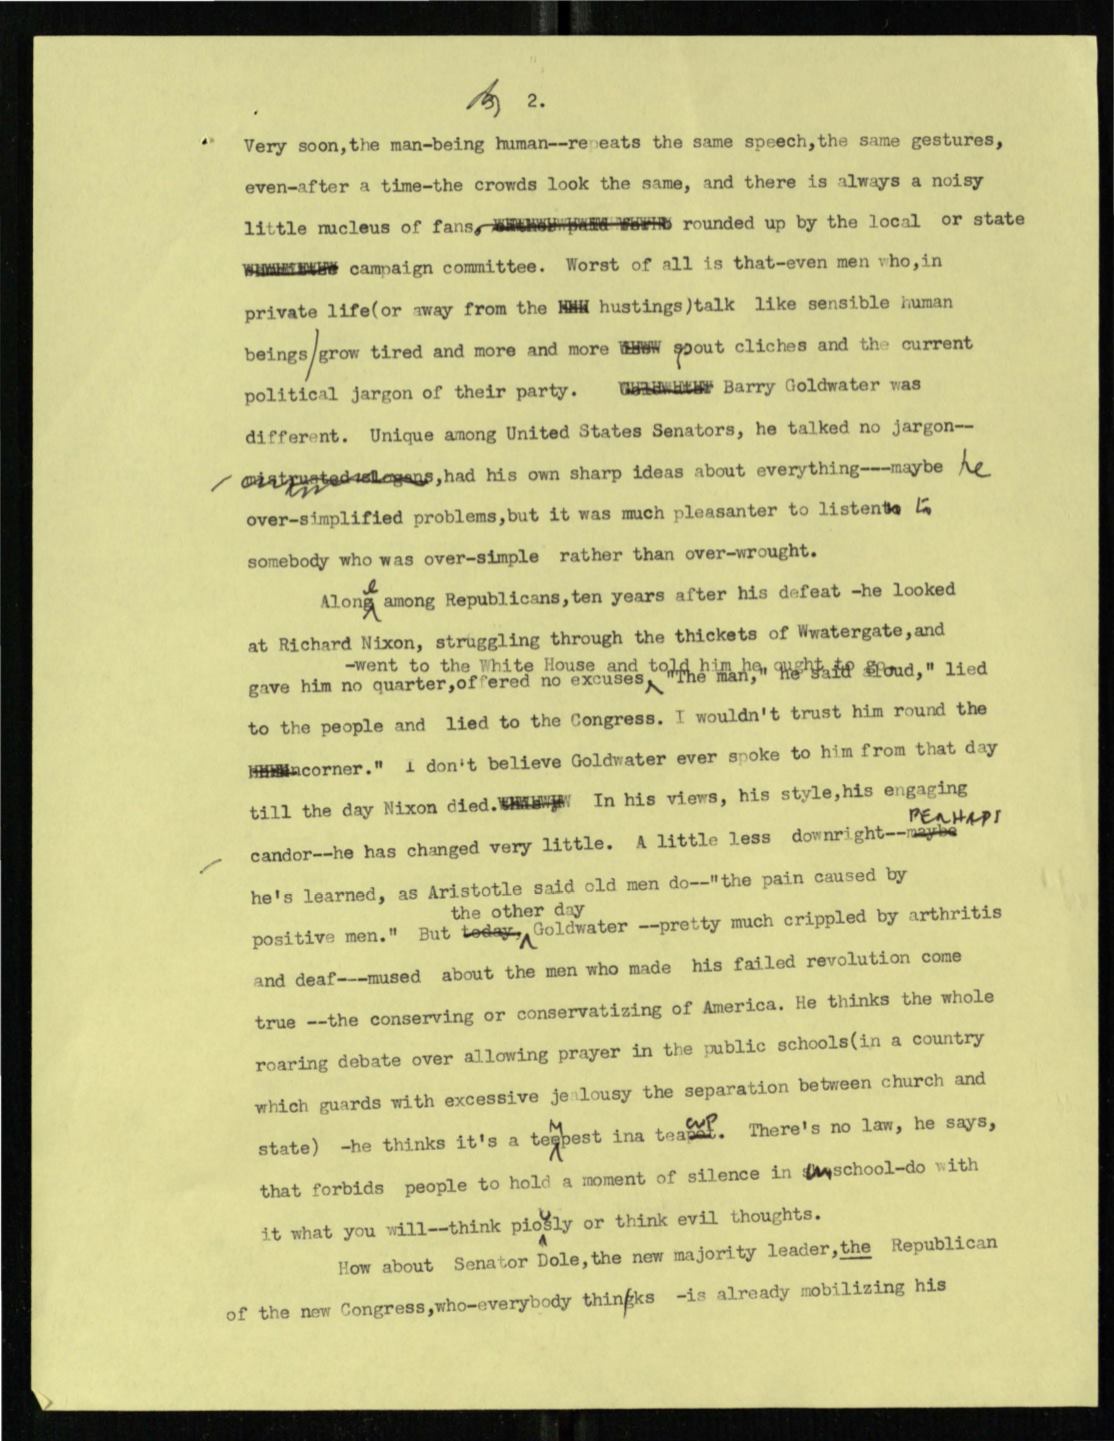 2.
Very soon,the man-being human--repeats the same speech,the same gestures,
even-after a time-the crowds look the same, and there is always a noisy
little nucleus of fans, rounded up by the local or state
campaign committee. Worst of all is that-even men who,in
private life(or away from the hustings)talk like sensible human
beings/grow tired and more and more spout cliches and the current
political jargon of their party. Barry Goldwater was
different. Unique among United States Senators, he talked no jargon--
mistrusted slogans,had his own sharp ideas about everything---maybe he
over-simplified problems,but it was much pleasanter to listen to
somebody who was over-simple rather than over-wrought.
Alone among Republicans,ten years after his defeat -he looked
at Richard Nixon, struggling through the thickets of Wwatergate,and
-went to the White House and told him he ought to go.
gave him no quarter,offered no excuses, "The man," he said aloud," lied
to the people and lied to the Congress. I wouldn't trust him round the
corner." I don't believe Goldwater ever spoke to him from that day
till the day Nixon died. In his views, his style,his engaging
PERHAPS
candor--he has changed very little. A little less downright--maybe
he's learned, as Aristotle said old men do--"the pain caused by
the other day
positive men." But today, Goldwater --pretty much crippled by arthritis
and deaf---mused about the men who made his failed revolution come
true --the conserving or conservatizing of America. He thinks the whole
roaring debate over allowing prayer in the public schools(in a country
which guards with excessive jealousy the separation between church and
state) -he thinks it's a tempest ina teacup. There's no law, he says,
that forbids people to hold a moment of silence in school-do with
it what you will--think piously or think evil thoughts.
How about Senator Dole,the new majority leader,the Republican
of the new Congress,who-everybody thinks -is already mobilizing his